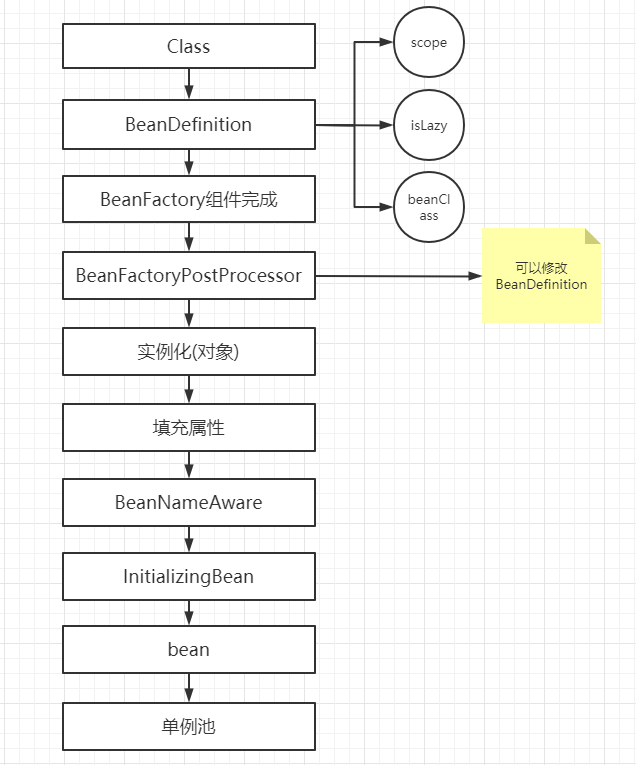 Class
scope
BeanDefinition
isLazy
BeanFactory组件完成
beanCl
ass
BeanFactoryPostProcessor
可以修改
BeanDefinition
实例化(对象)
填充属性
BeanNameAware
InitializingBean
bean
单例池